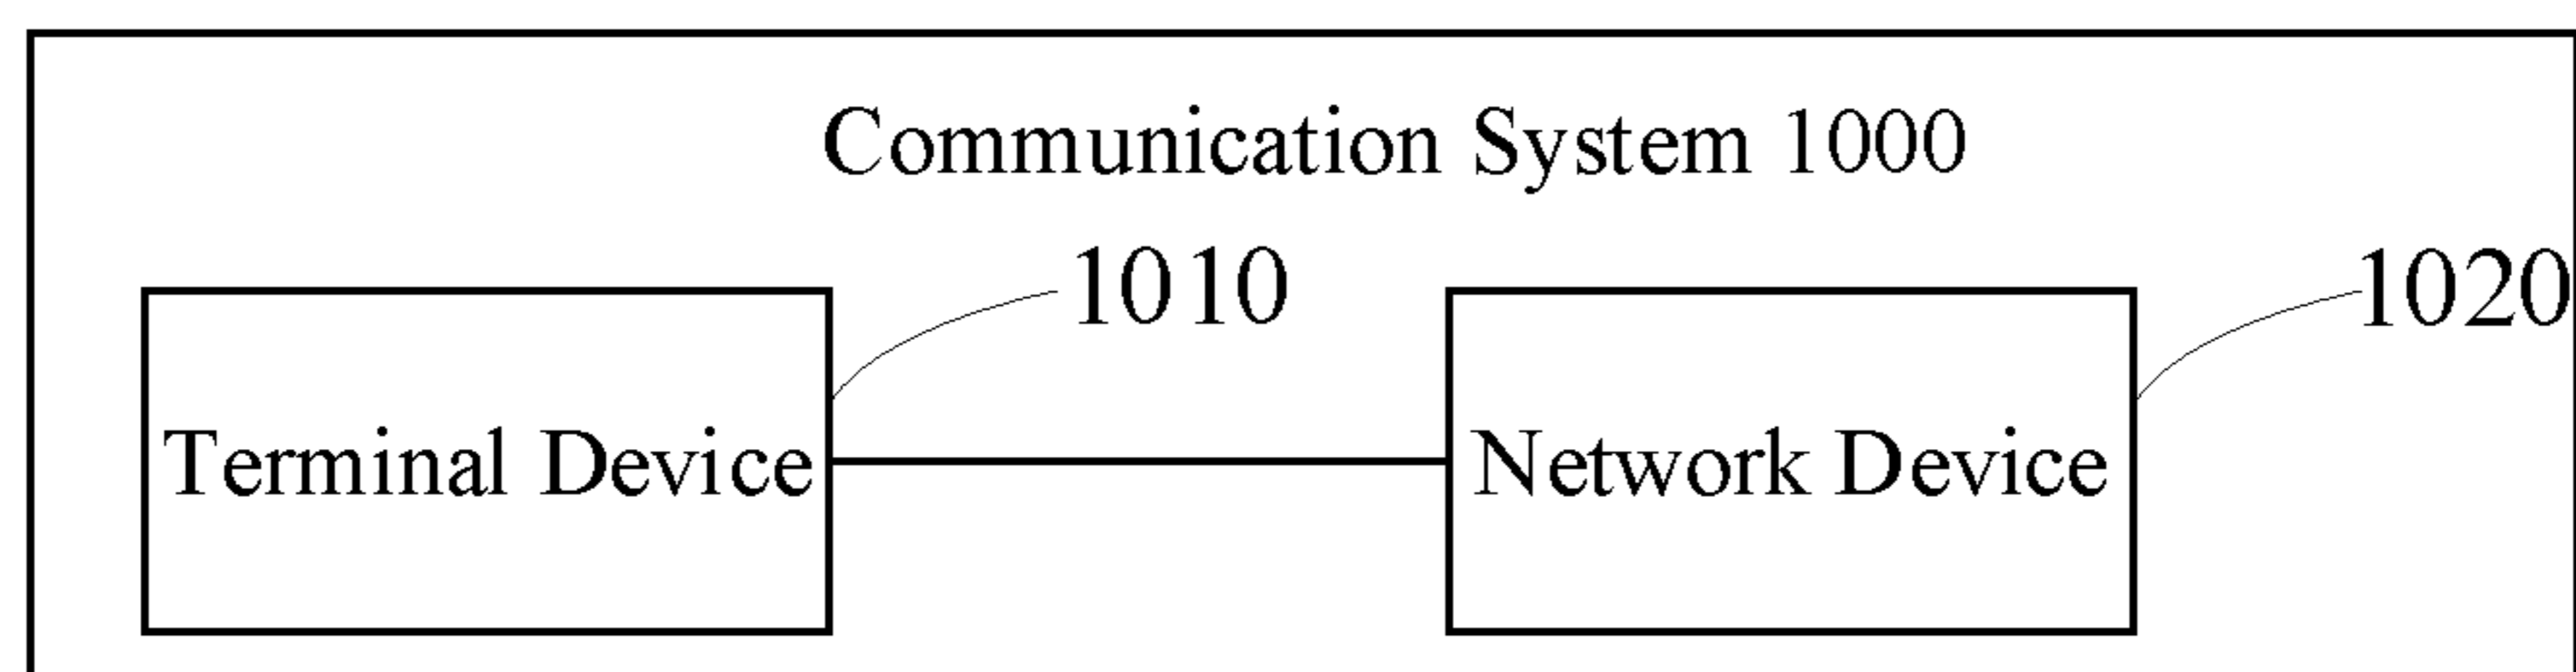 Communication System 1000
1010
1020
Terminal Device
Network Device